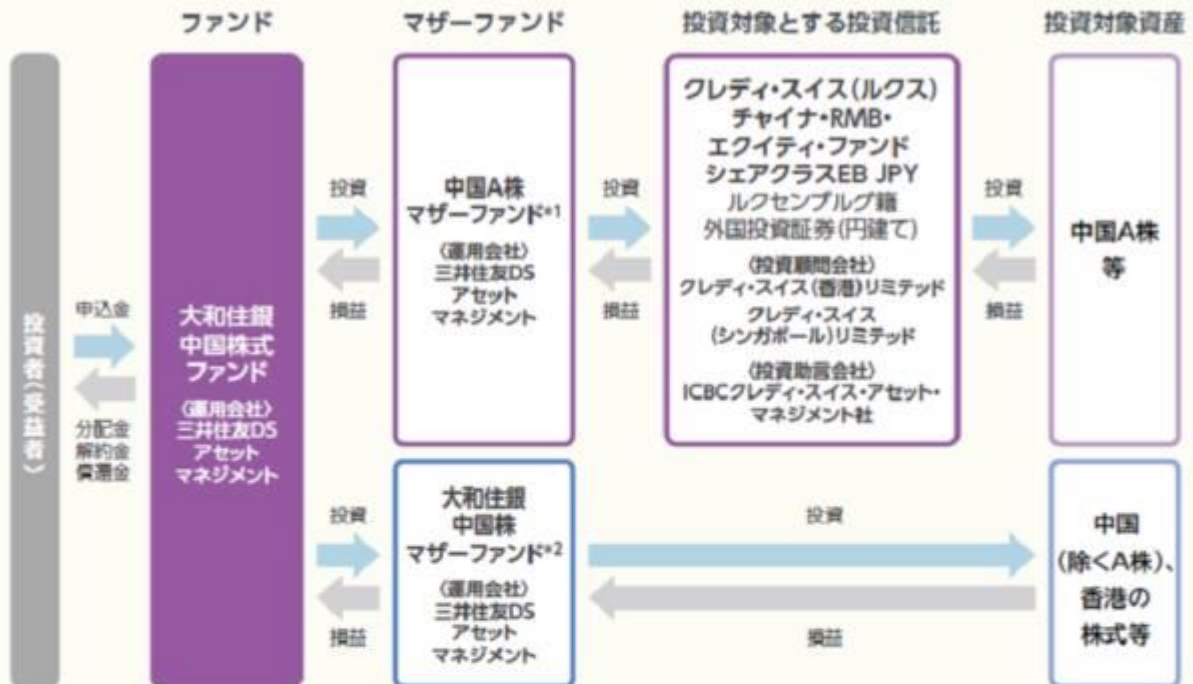 ファンド
マザーファンド
投資対象とする投資信託
投資対象資産
投資者(受益者)
申込金
分配金
解約金
償還金
大和住銀
中国株式
ファンド
〈運用会社〉
三井住友DS
アセット
マネジメント
投資
損益
中国A株
マザーファンド*1
〈運用会社〉
三井住友DS
アセット
マネジメント
投資
損益
クレディ・スイス(ルクス)
チャイナ・RMB・
エクイティ・ファンド
シェアクラスEB JPY
ルクセンブルグ籍
外国投資証券(円建て)
〈投資顧問会社〉
クレディ・スイス(香港)リミテッド
クレディ・スイス
(シンガポール)リミテッド
〈投資助言会社〉
ICBCクレディ・スイス・アセット・
マネジメント社
投資
損益
中国A株
等
投資
損益
大和住銀
中国株
マザーファンド*2
〈運用会社〉
三井住友DS
アセット
マネジメント
投資
損益
中国
(除くA株)、
香港の
株式等